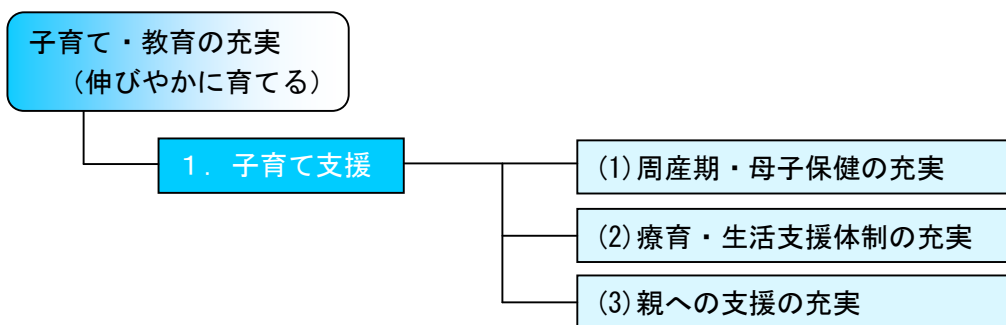 子育て・教育の充実
（伸びやかに育てる）
１．子育て支援
(1)周産期・母子保健の充実
(2)療育・生活支援体制の充実
(3)親への支援の充実